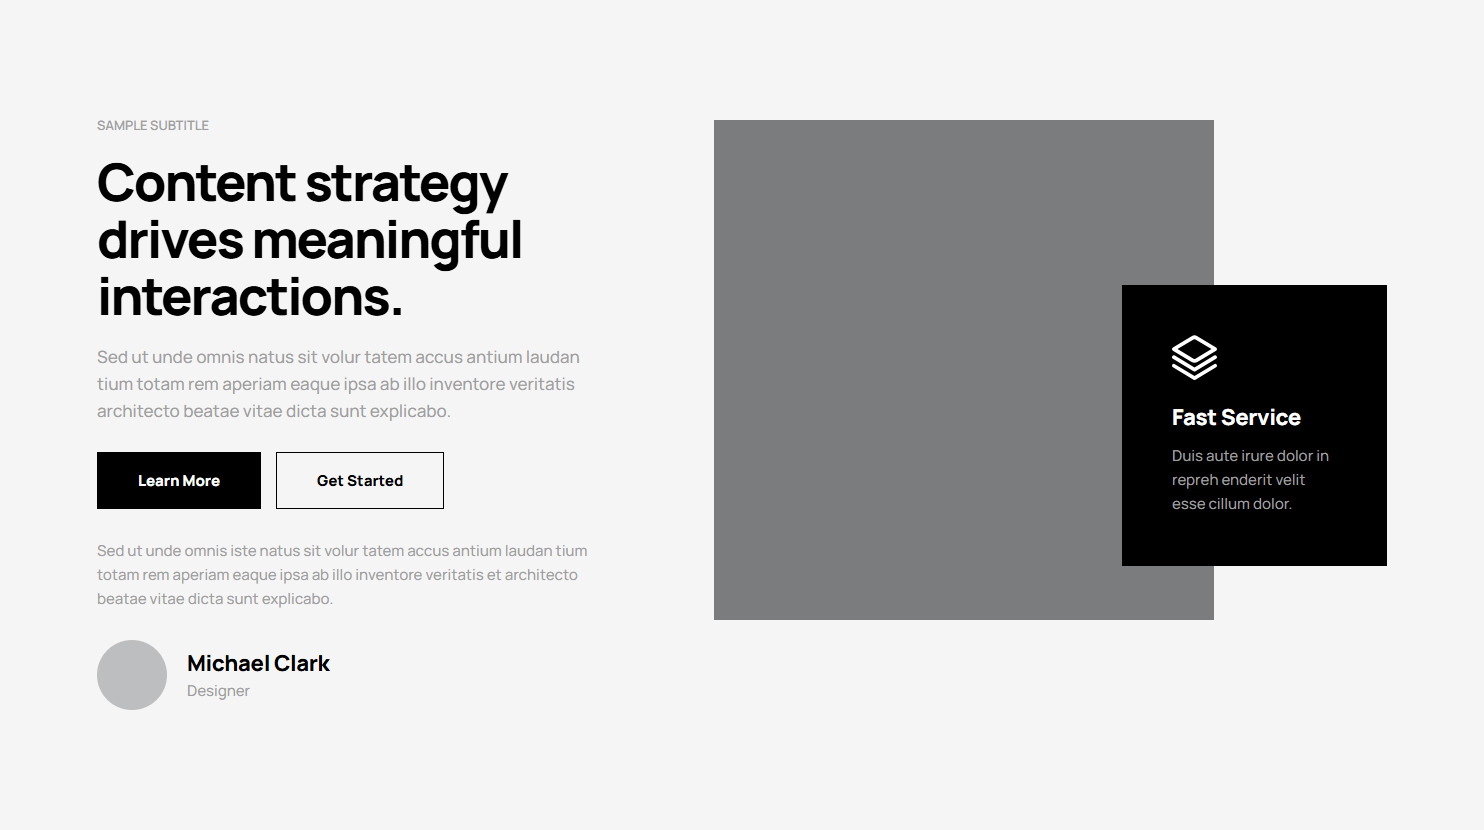 SAMPLE SUBTITLE
Content strategy
drives meaningful
interactions.
Sed ut unde omnis natus sit volur tatem accus antium laudan
tium totam rem aperiam eaque ipsa ab illo inventore veritatis
architecto beatae vitae dicta sunt explicabo.
Learn More
Get Started
Sed ut unde omnis iste natus sit volur tatem accus antium laudan tium
totam rem aperiam eaque ipsa ab illo inventore veritatis et architecto
beatae vitae dicta sunt explicabo.
Michael Clark
Designer
Fast Service
Duis aute irure dolor in
repreh enderit velit
esse cillum dolor.